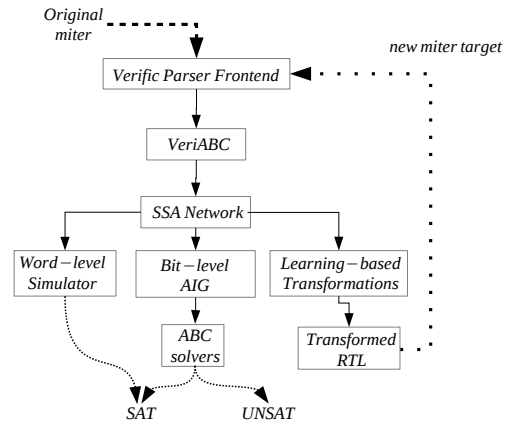 Original
miter
new miter target
Verific Parser Frontend
VeriABC
SSA Network
Word-level
Simulator
Bit-level
AIG
Learning-based
Transformations
ABC
solvers
Transformed
RTL
SAT
UNSAT